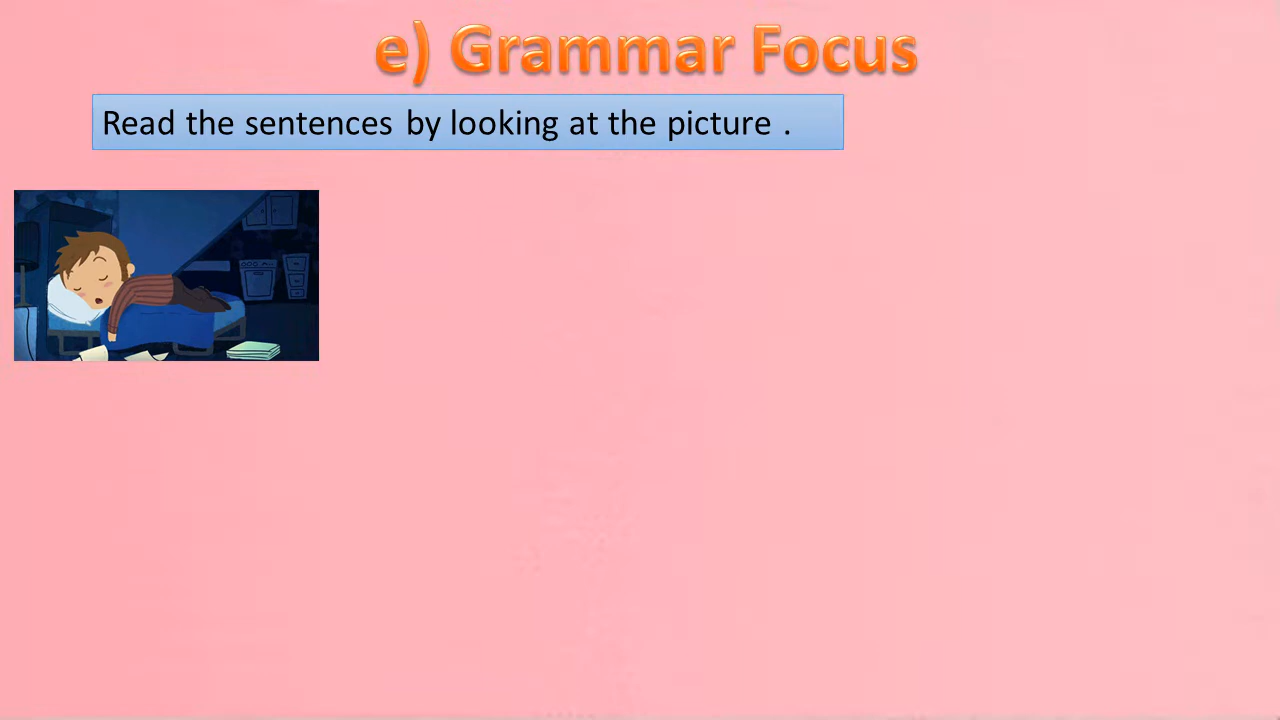 e) Grammar Focus
Read the sentences by looking at the picture .